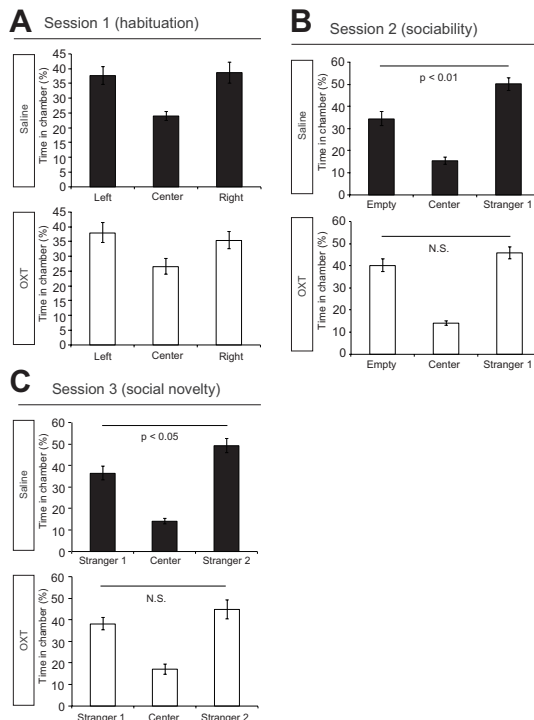 A Session 1 (habituation)
Saline
Time in chamber (%)
45
40
35
30
25
20
15
10
5
0
Left Center Right
OXT
Time in chamber (%)
45
40
35
30
25
20
15
10
5
0
Left Center Right
B Session 2 (sociability)
Saline
Time in chamber (%)
60
50
40
30
20
10
0
p < 0.01
Empty Center Stranger 1
OXT
Time in chamber (%)
60
50
40
30
20
10
0
N.S.
Empty Center Stranger 1
C Session 3 (social novelty)
Saline
Time in chamber (%)
60
50
40
30
20
10
0
p < 0.05
Stranger 1 Center Stranger 2
OXT
Time in chamber (%)
60
50
40
30
20
10
0
N.S.
Stranger 1 Center Stranger 2